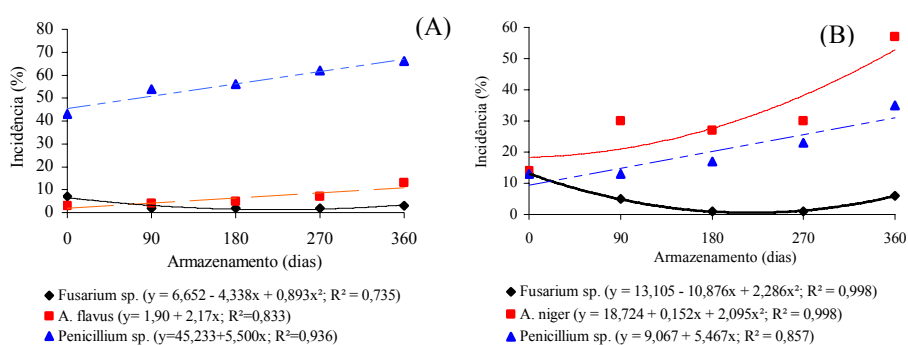 (A)
Incidência (%)
80
70
60
50
40
30
20
10
0
0 90 180 270 360
Armazenamento (dias)
Fusarium sp. (y = 6,652 - 4,338x + 0,893x²; R² = 0,735)
A. flavus (y= 1,90 + 2,17x; R²=0,833)
Penicillium sp. (y=45,233+5,500x; R²=0,936)
(B)
Incidência (%)
60
50
40
30
20
10
0
0 90 180 270 360
Armazenamento (dias)
Fusarium sp. (y = 13,105 - 10,876x + 2,286x²; R² = 0,998)
A. niger (y = 18,724 + 0,152x + 2,095x²; R² = 0,998)
Penicillium sp. (y = 9,067 + 5,467x; R² = 0,857)